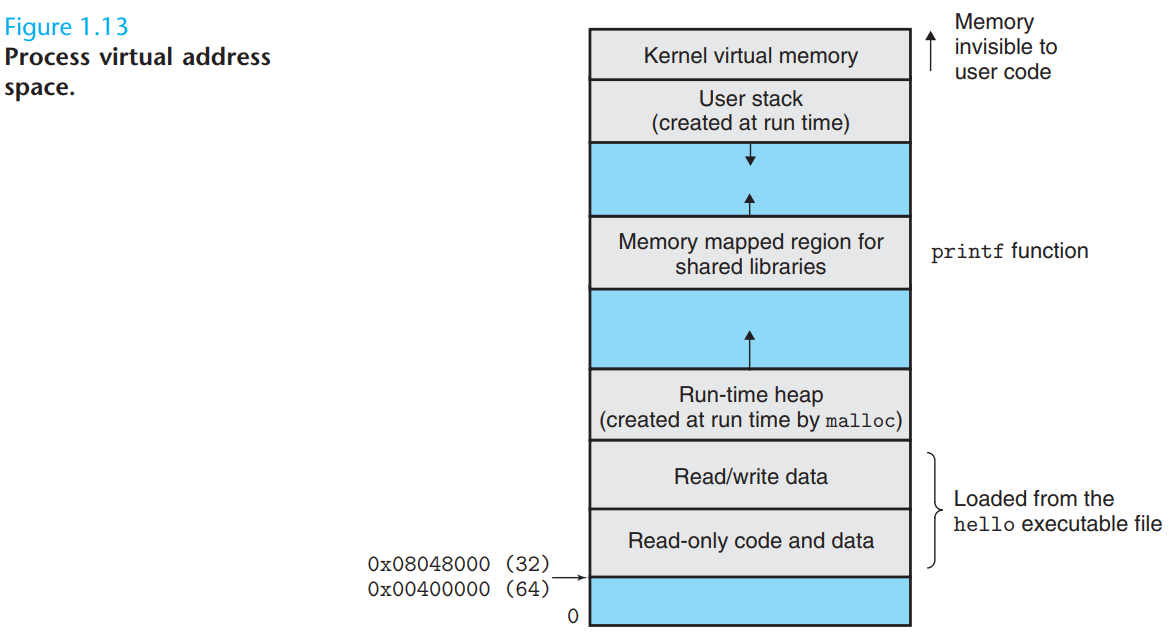 Figure 1.13
Process virtual address
space.
Memory
invisible to
user code
Kernel virtual memory
User stack
(created at run time)
Memory mapped region for
shared libraries
printf function
Run-time heap
(created at run time by malloc)
Read/write data
Read-only code and data
Loaded from the
hello executable file
0x08048000 (32)
0x00400000 (64)
0